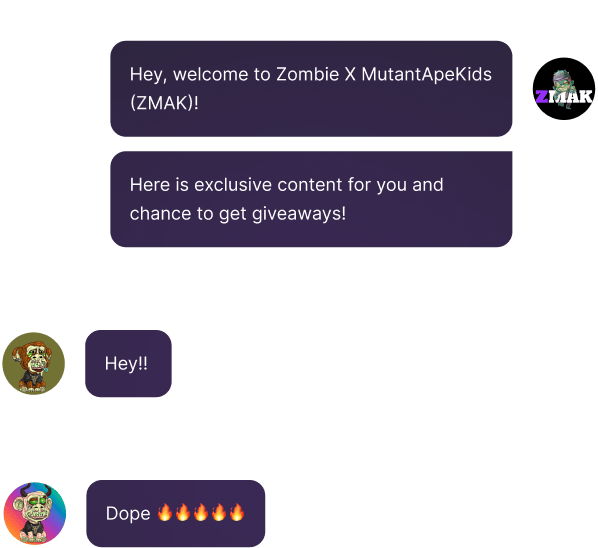 Hey, welcome to Zombie X MutantApeKids
(ZMAK)!
ZMAK
Here is exclusive content for you and
chance to get giveaways!
Hey!!
Dope 🔥🔥🔥🔥🔥